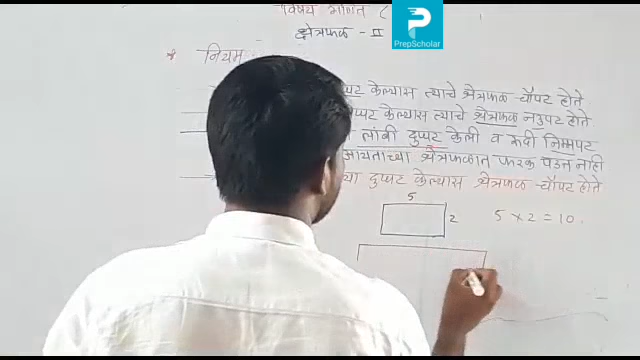 विषय गणित (
PrepScholar
क्षेत्रफळ - II
* नियम :-
पट केल्यास त्याचे क्षेत्रफळ चौपट होते
पट केल्यास त्याचे क्षेत्रफळ नऊपट होते
लांबी दुप्पट केली व रुंदी निम्मपट
आयताच्या क्षेत्रफळात फरक पडत नाही
च्या दुप्पट केल्यास क्षेत्रफळ चौपट होते
5
2
5 × 2 = 10.